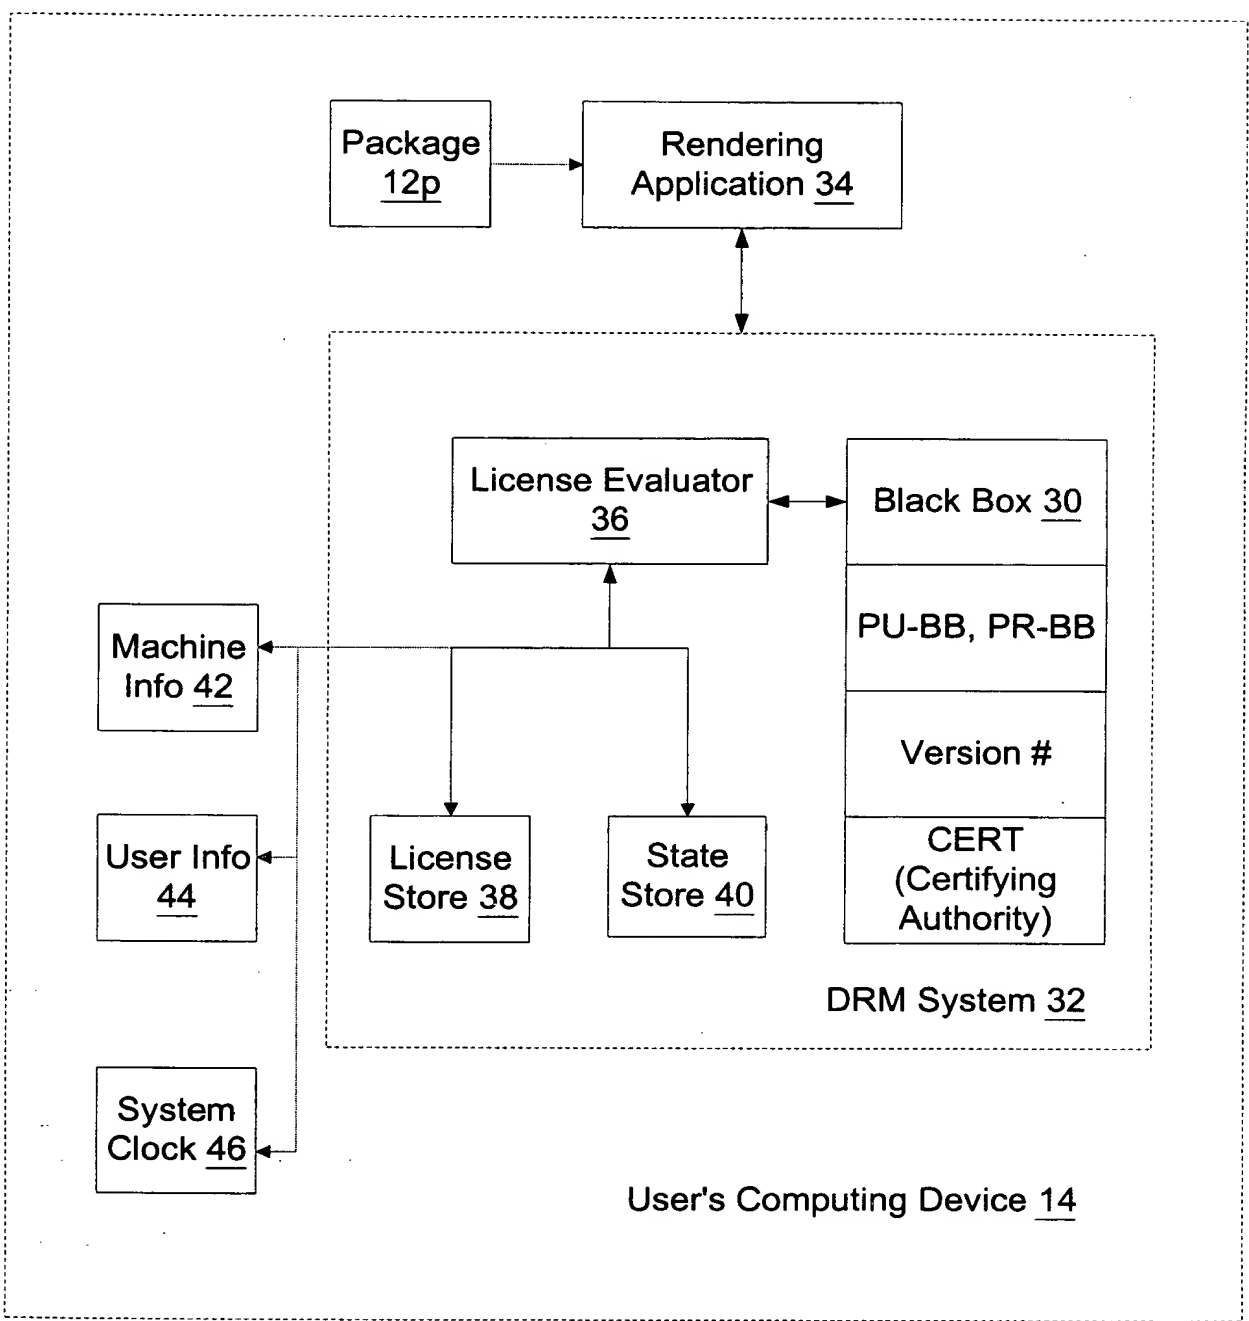 Package
12p
Rendering
Application 34
License Evaluator
36
Black Box 30
PU-BB, PR-BB
Version #
CERT
(Certifying
Authority)
Machine
Info 42
User Info
44
System
Clock 46
License
Store 38
State
Store 40
DRM System 32
User's Computing Device 14